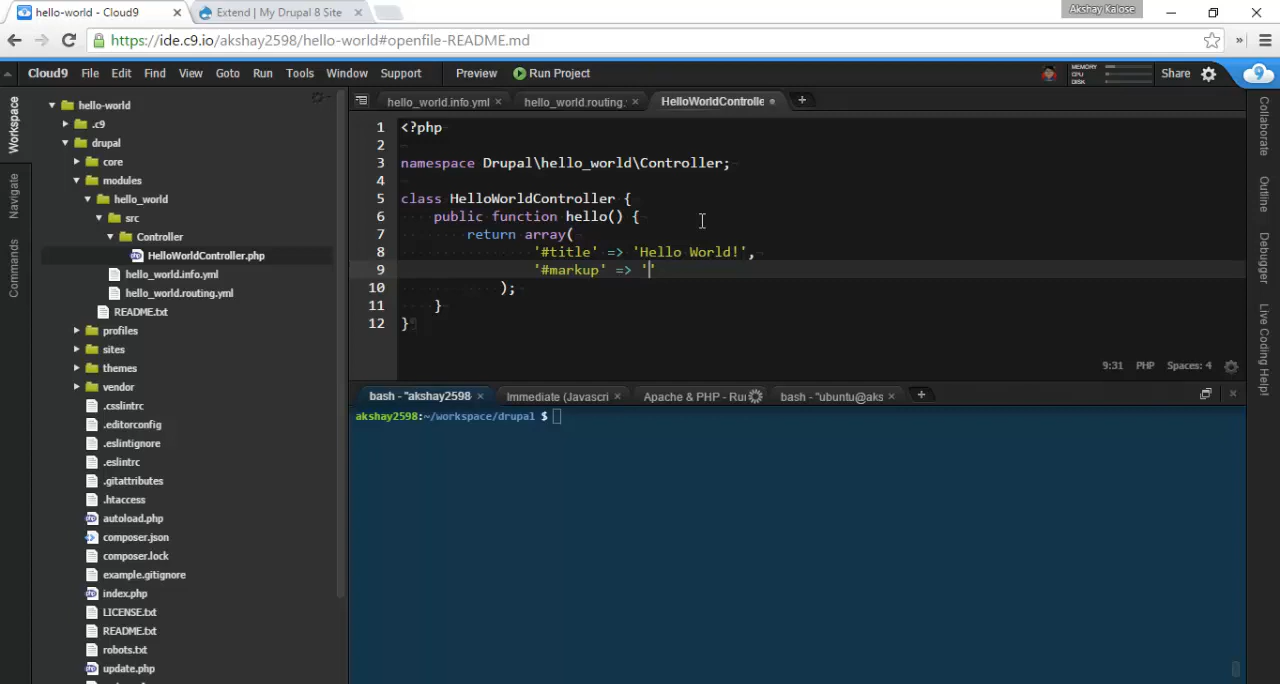 hello-world - Cloud9
Extend | My Drupal 8 Site
Akshay Kalose
https://ide.c9.io/akshay2598/hello-world#openfile-README.md
Cloud9 File Edit Find View Goto Run Tools Window Support Preview Run Project
MEMORY
CPU
DISK
Share
Workspace
Navigate
Commands
hello-world
.c9
drupal
core
modules
hello_world
src
Controller
HelloWorldController.php
hello_world.info.yml
hello_world.routing.yml
README.txt
profiles
sites
themes
vendor
.csslintrc
.editorconfig
.eslintignore
.eslintrc
.gitattributes
.htaccess
autoload.php
composer.json
composer.lock
example.gitignore
index.php
LICENSE.txt
README.txt
robots.txt
update.php
hello_world.info.yml
hello_world.routing.
HelloWorldControlle
1 <?php
2
3 namespace Drupal\hello_world\Controller;
4
5 class HelloWorldController {
6 public function hello() {
7 return array(
8 '#title' => 'Hello World!',
9 '#markup' => ''
10 );
11 }
12 }
9:31 PHP Spaces: 4
bash - "akshay2598
Immediate (Javascri
Apache & PHP - Ru
bash - "ubuntu@aks
akshay2598:~/workspace/drupal $
Collaborate
Outline
Debugger
Live Coding Help!